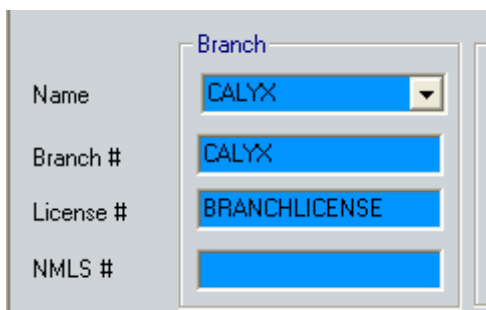 Branch
Name CALYX
Branch # CALYX
License # BRANCHLICENSE
NMLS #